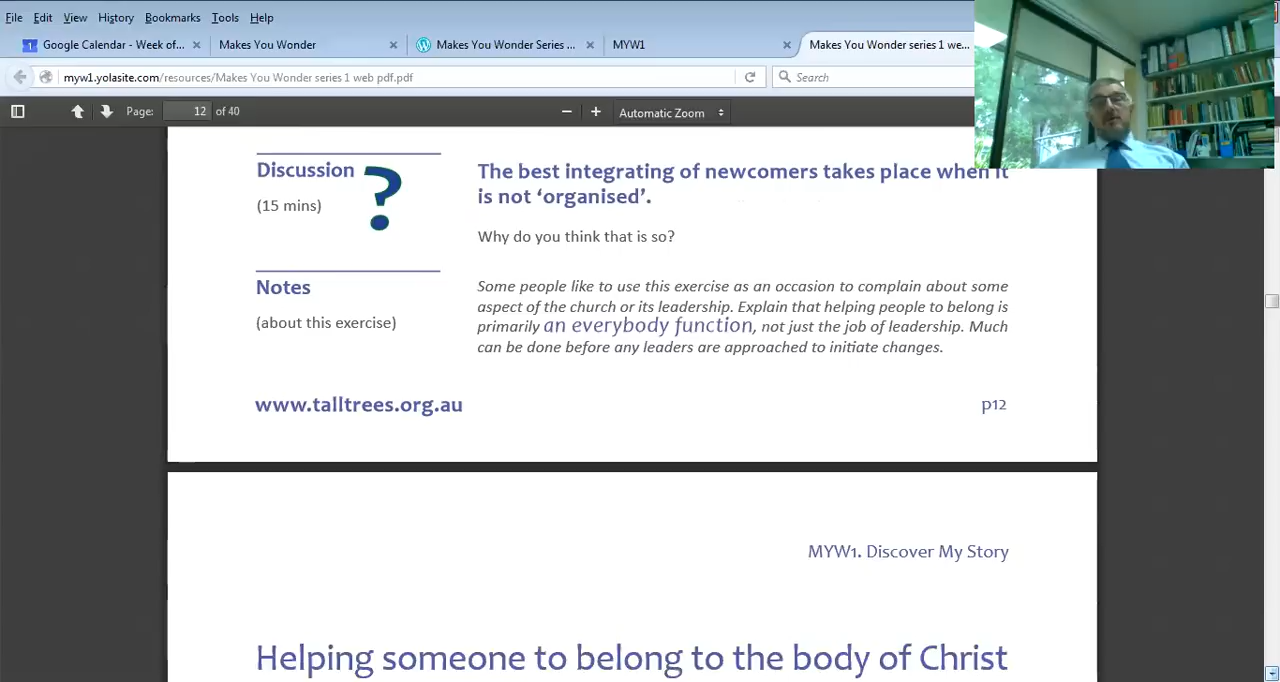 File Edit View History Bookmarks Tools Help
1 Google Calendar - Week of... × Makes You Wonder × Makes You Wonder Series ... × MYW1 × Makes You Wonder series 1 we...
myw1.yolasite.com/resources/Makes You Wonder series 1 web pdf.pdf Search
Page: 12 of 40 Automatic Zoom
Discussion
(15 mins)
?
The best integrating of newcomers takes place when it
is not ‘organised’.
Why do you think that is so?
Notes
(about this exercise)
Some people like to use this exercise as an occasion to complain about some
aspect of the church or its leadership. Explain that helping people to belong is
primarily an everybody function, not just the job of leadership. Much
can be done before any leaders are approached to initiate changes.
www.talltrees.org.au p12
MYW1. Discover My Story
Helping someone to belong to the body of Christ